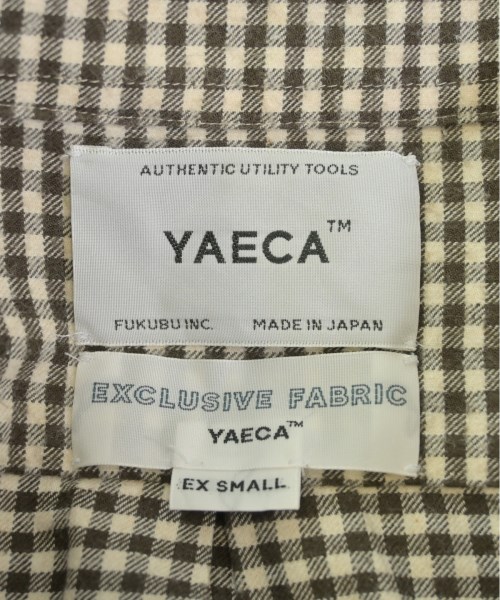 AUTHENTIC UTILITY TOOLS
YAECA™
FUKUBU INC. MADE IN JAPAN
EXCLUSIVE FABRIC
YAECA™
EX SMALL